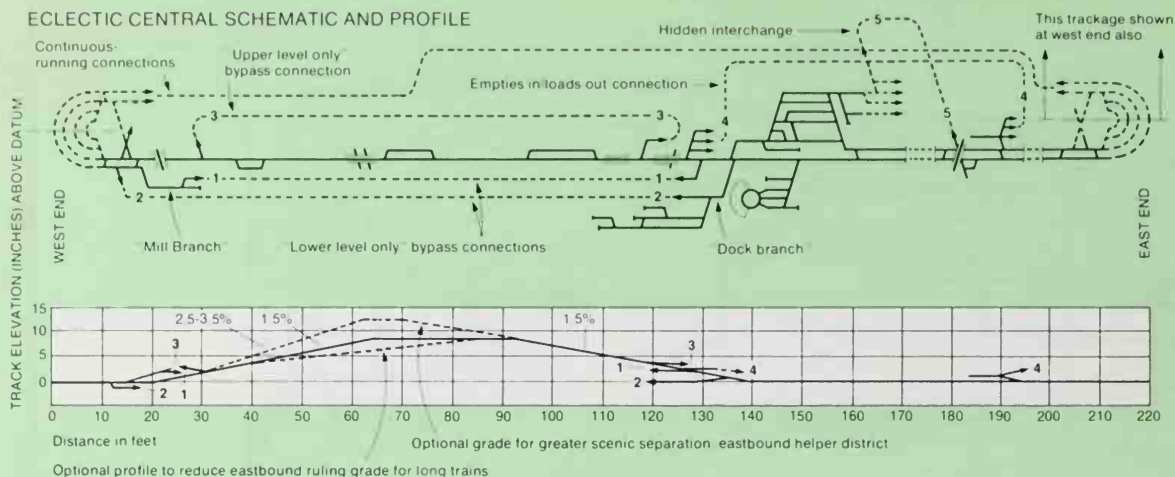 ECLECTIC CENTRAL SCHEMATIC AND PROFILE
Continuous-
running connections
Upper level only
bypass connection
Hidden interchange
5
This trackage shown
at west end also
Empties in loads out connection
3
3
4
5
4
1
1
2
2
WEST END
EAST END
Mill Branch
Lower level only bypass connections
Dock branch
TRACK ELEVATION (INCHES) ABOVE DATUM
15
10
5
0
2.5-3.5%
1.5%
1.5%
3
2
1
3
1
4
2
4
0 10 20 30 40 50 60 70 80 90 100 110 120 130 140 150 160 170 180 190 200 210 220
Distance in feet
Optional grade for greater scenic separation eastbound helper district
Optional profile to reduce eastbound ruling grade for long trains